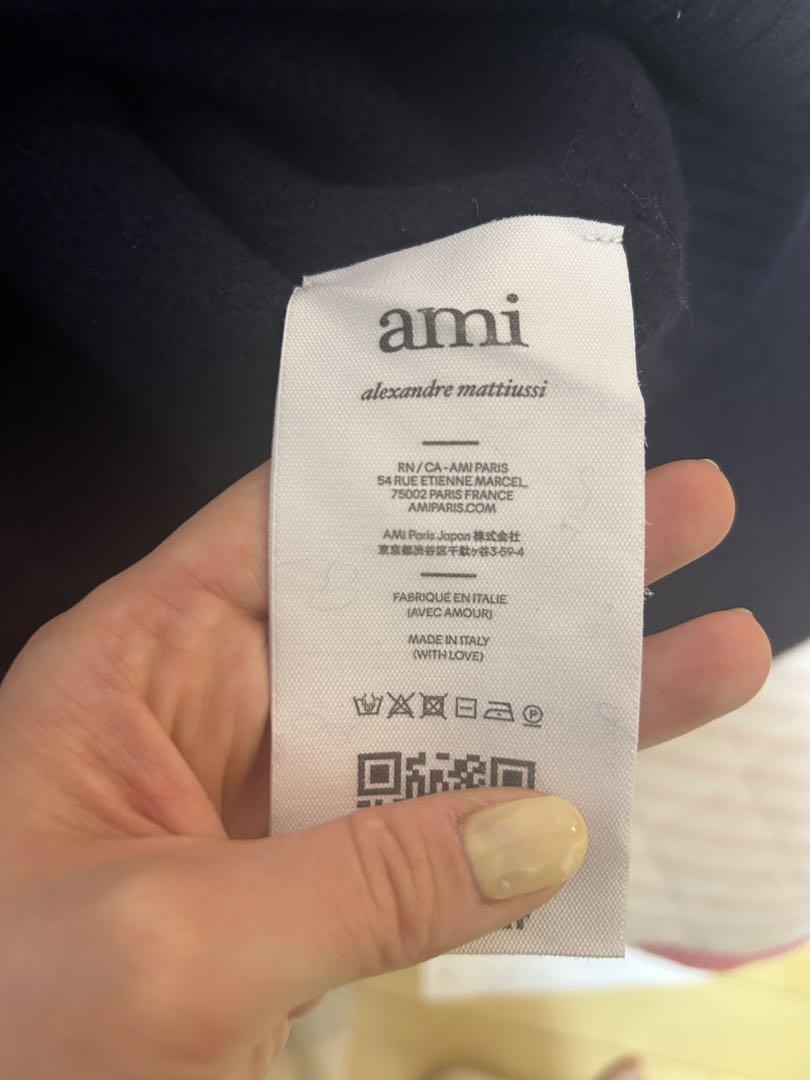 ami
alexandre mattiussi
RN / CA - AMI PARIS
54 RUE ETIENNE MARCEL,
75002 PARIS FRANCE
AMIPARIS.COM
AMI Paris Japan 株式会社
東京都渋谷区千駄ヶ谷3-59-4
FABRIQUÉ EN ITALIE
(AVEC AMOUR)
MADE IN ITALY
(WITH LOVE)
P